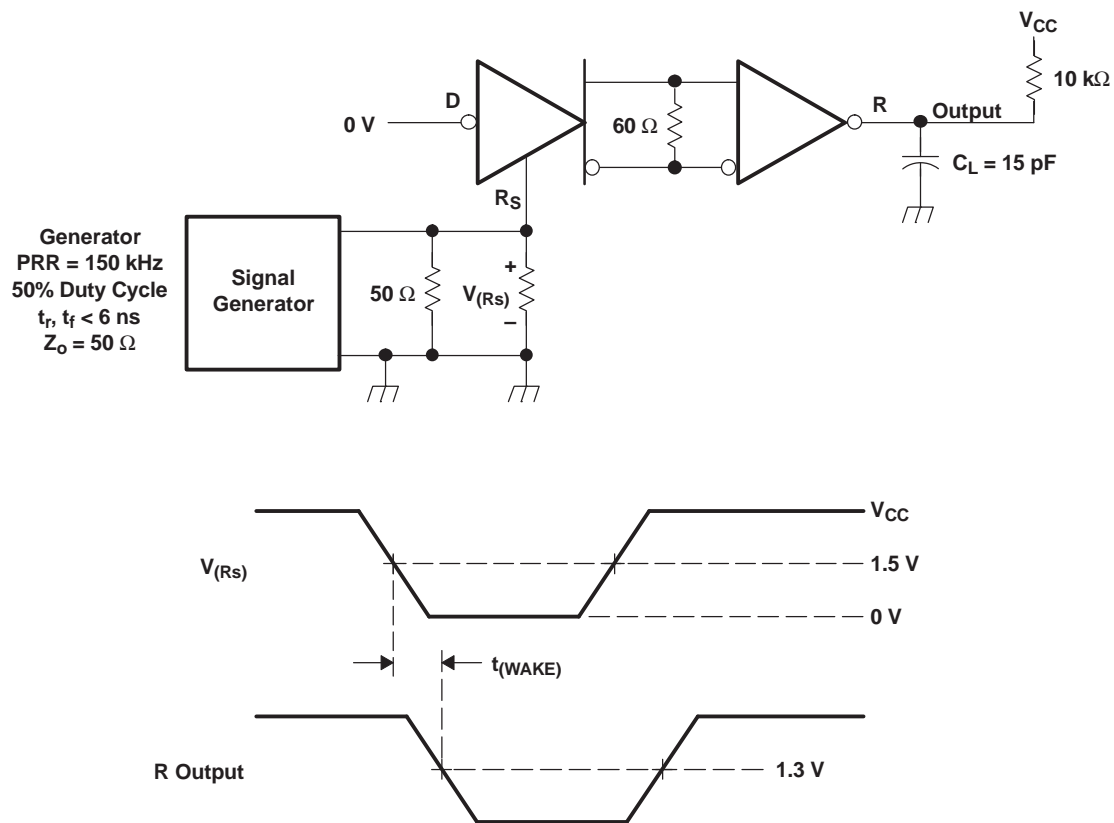 V_CC
10 kΩ
D
R
Output
0 V
60 Ω
C_L = 15 pF
R_S
Generator
PRR = 150 kHz
50% Duty Cycle
t_r, t_f < 6 ns
Z_o = 50 Ω
Signal
Generator
50 Ω
+
V_(Rs)
–
V_CC
V_(Rs)
1.5 V
0 V
t_(WAKE)
R Output
1.3 V